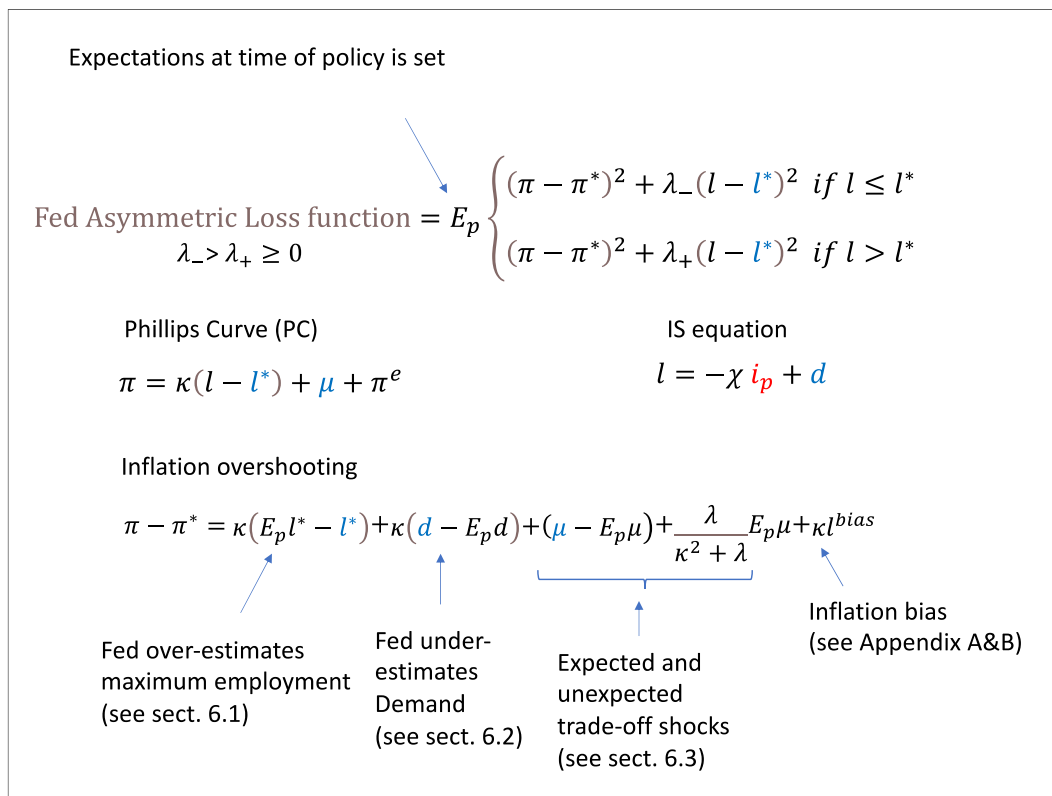 Expectations at time of policy is set
Fed Asymmetric Loss function = E_p { (π − π*)² + λ₋(l − l*)² if l ≤ l*
(π − π*)² + λ₊(l − l*)² if l > l*
λ₋ > λ₊ ≥ 0
Phillips Curve (PC)
π = κ(l − l*) + μ + πᵉ
IS equation
l = −χ i_p + d
Inflation overshooting
π − π* = κ(E_p l* − l*)+κ(d − E_p d)+(μ − E_p μ)+ λ/(κ² + λ) E_p μ+κl^{bias}
Fed over-estimates
maximum employment
(see sect. 6.1)
Fed under-
estimates
Demand
(see sect. 6.2)
Expected and
unexpected
trade-off shocks
(see sect. 6.3)
Inflation bias
(see Appendix A&B)